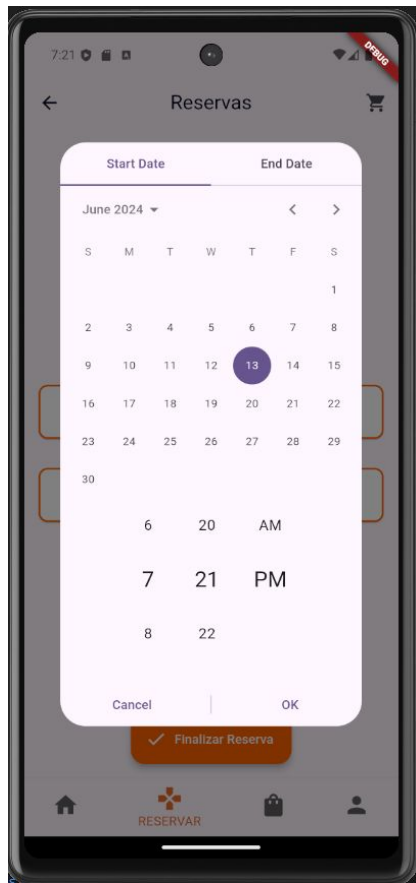 7:21
DEBUG
Reservas
Start Date End Date
June 2024
S M T W T F S
1
2 3 4 5 6 7 8
9 10 11 12 13 14 15
16 17 18 19 20 21 22
23 24 25 26 27 28 29
30
6 20 AM
7 21 PM
8 22
Cancel OK
Finalizar Reserva
RESERVAR